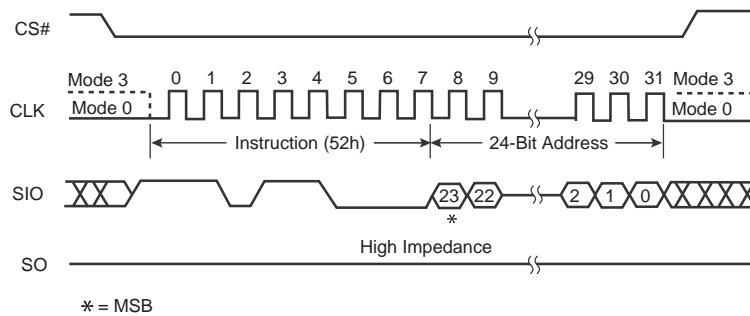 CS#
Mode 3 0 1 2 3 4 5 6 7 8 9 29 30 31 Mode 3
CLK Mode 0 Mode 0
Instruction (52h) 24-Bit Address
SIO 23 22 2 1 0
*
High Impedance
SO
* = MSB